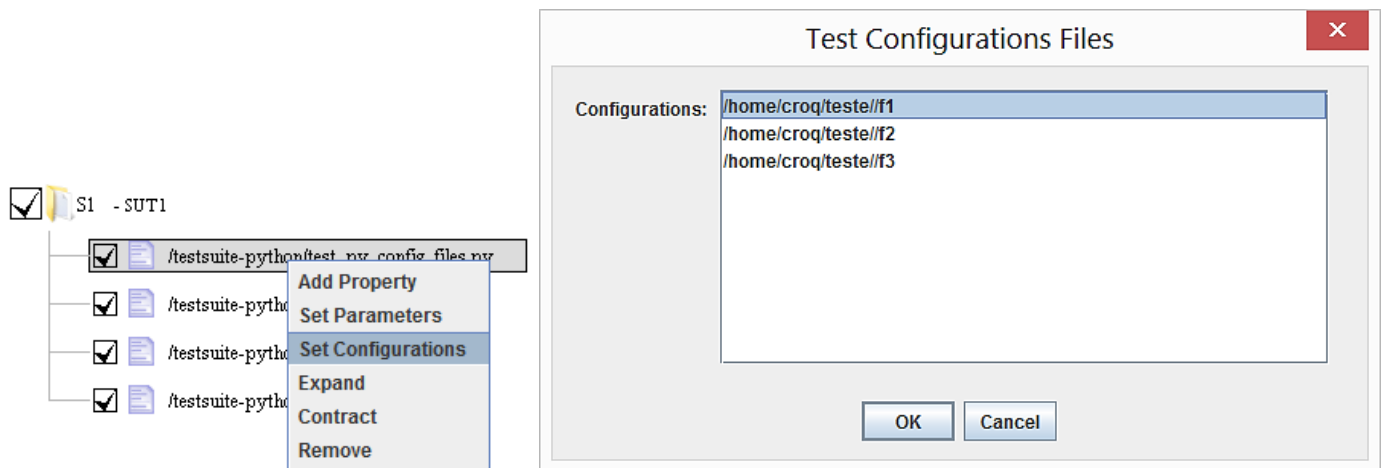 S1 - SUT1
/testsuite-python/test_py_config_files.py
/testsuite-pytho
/testsuite-pytho
/testsuite-pytho
Add Property
Set Parameters
Set Configurations
Expand
Contract
Remove
Test Configurations Files
x
Configurations:
/home/croq/teste//f1
/home/croq/teste//f2
/home/croq/teste//f3
OK
Cancel